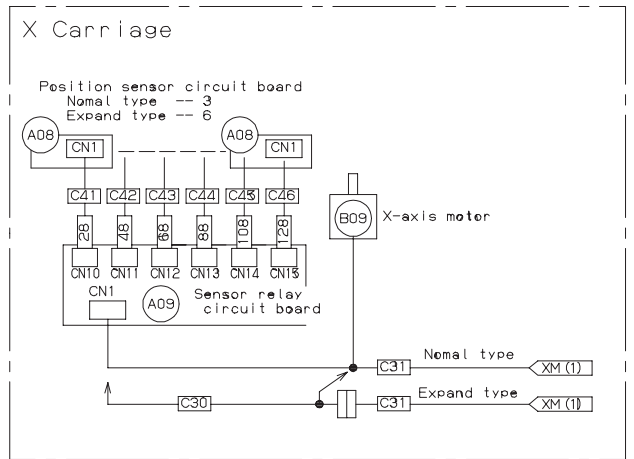 X Carriage
Position sensor circuit board
Nomal type -- 3
Expand type -- 6
A08 CN1 A08 CN1
C41 C42 C43 C44 C45 C46
28 48 68 88 108 128
CN10 CN11 CN12 CN13 CN14 CN15
B09 X-axis motor
CN1 A09 Sensor relay
circuit board
C31 Nomal type XM (1)
C30 C31 Expand type XM (1)